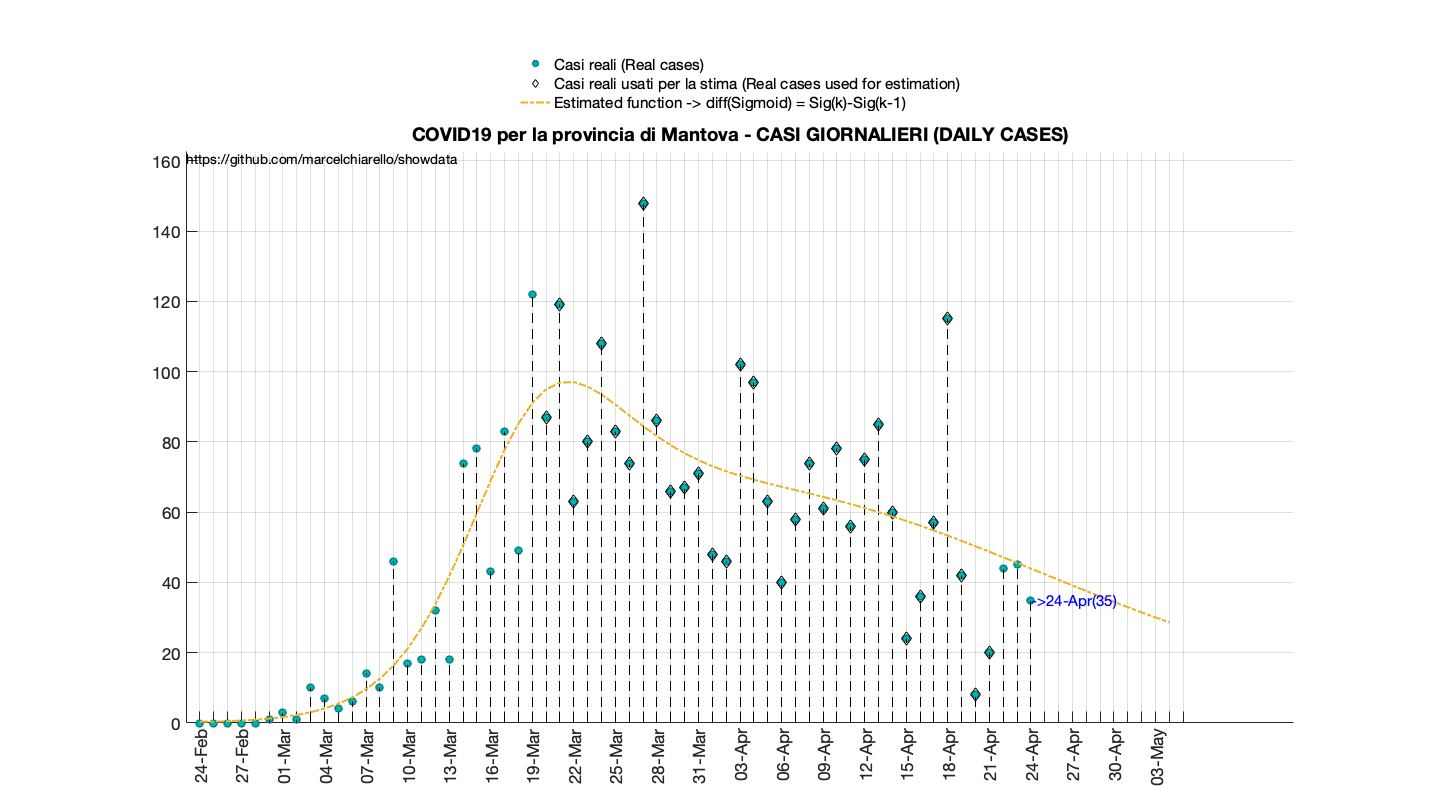 Casi reali (Real cases)
Casi reali usati per la stima (Real cases used for estimation)
Estimated function -> diff(Sigmoid) = Sig(k)-Sig(k-1)
COVID19 per la provincia di Mantova - CASI GIORNALIERI (DAILY CASES)
https://github.com/marcelchiarello/showdata
160
140
120
100
80
60
40
20
0
->24-Apr(35)
24-Feb
27-Feb
01-Mar
04-Mar
07-Mar
10-Mar
13-Mar
16-Mar
19-Mar
22-Mar
25-Mar
28-Mar
31-Mar
03-Apr
06-Apr
09-Apr
12-Apr
15-Apr
18-Apr
21-Apr
24-Apr
27-Apr
30-Apr
03-May